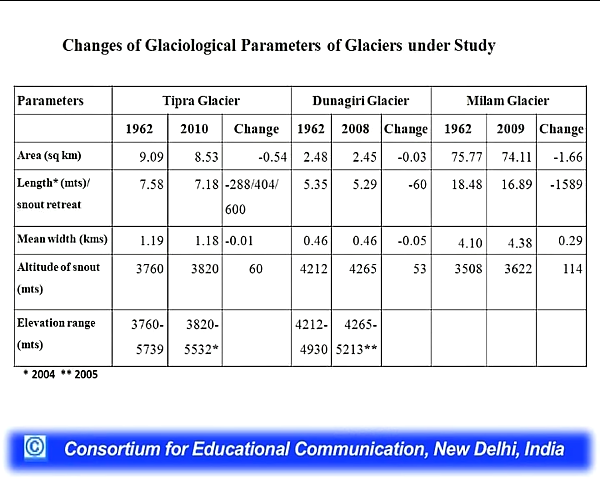 Changes of Glaciological Parameters of Glaciers under Study
Parameters Tipra Glacier Dunagiri Glacier Milam Glacier
1962 2010 Change 1962 2008 Change 1962 2009 Change
Area (sq km) 9.09 8.53 -0.54 2.48 2.45 -0.03 75.77 74.11 -1.66
Length* (mts)/ 7.58 7.18 -288/404/ 5.35 5.29 -60 18.48 16.89 -1589
snout retreat 600
Mean width (kms) 1.19 1.18 -0.01 0.46 0.46 -0.05 4.10 4.38 0.29
Altitude of snout 3760 3820 60 4212 4265 53 3508 3622 114
(mts)
Elevation range 3760- 3820- 4212- 4265-
(mts) 5739 5532* 4930 5213**
* 2004 ** 2005
© Consortium for Educational Communication, New Delhi, India